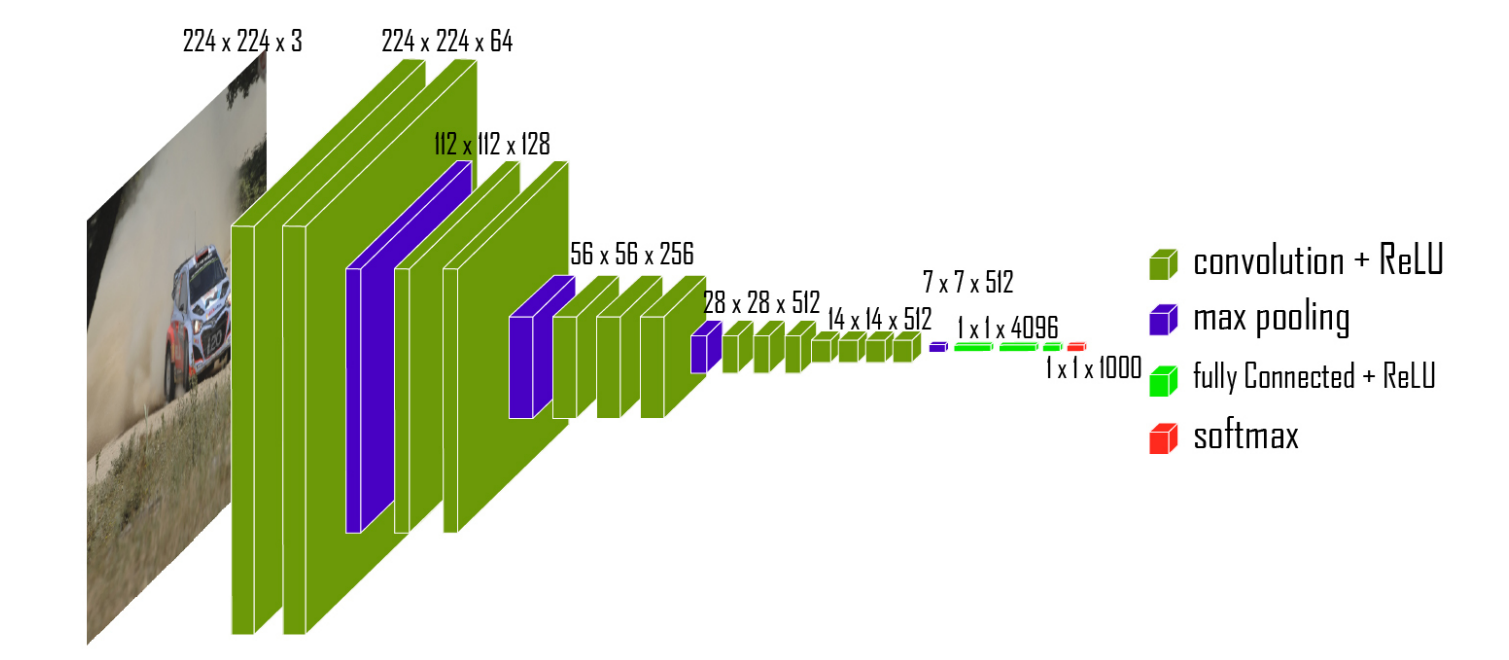 224 x 224 x 3
224 x 224 x 64
112 x 112 x 128
56 x 56 x 256
28 x 28 x 512
14 x 14 x 512
7 x 7 x 512
1 x 1 x 4096
1 x 1 x 1000
convolution + ReLU
max pooling
fully Connected + ReLU
softmax